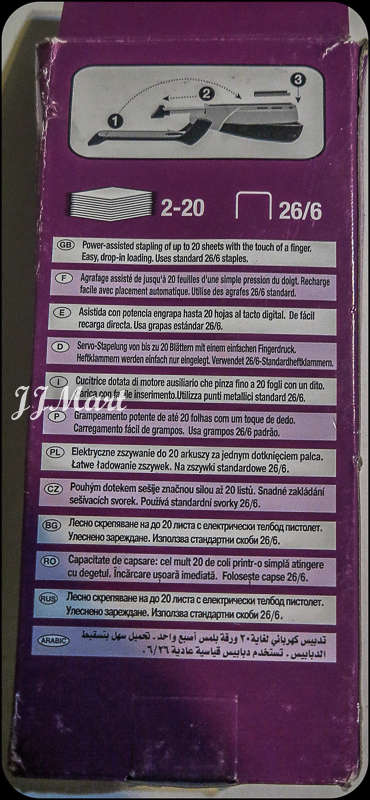 1
2
3
2-20
26/6
GB Power-assisted stapling of up to 20 sheets with the touch of a finger.
Easy, drop-in loading. Uses standard 26/6 staples.
F Agrafage assisté de jusqu'à 20 feuilles d'une simple pression du doigt. Recharge
facile avec placement automatique. Utilise des agrafes 26/6 standard.
E Asistida con potencia engrapa hasta 20 hojas al tacto digital. De fácil
recarga directa. Usa grapas estándar 26/6.
D Servo-Stapelung von bis zu 20 Blättern mit einem einfachen Fingerdruck.
Heftklammern werden einfach nur eingelegt. Verwendet 26/6-Standardheftklammern.
I Cucitrice dotata di motore ausiliario che pinza fino a 20 fogli con un dito.
Carica con facile inserimento.Utilizza punti metallici standard 26/6.
JJMart
P Grampeamento potente de até 20 folhas com um toque de dedo.
Carregamento fácil de grampos. Usa grampos 26/6 padrão.
PL Elektryczne zszywanie do 20 arkuszy za jednym dotknięciem palca.
Łatwe ładowanie zszywek. Na zszywki standardowe 26/6.
CZ Pouhým dotekem sešije značnou silou až 20 listů. Snadné zakládání
sešívacích svorek. Používá standardní svorky 26/6.
BG Лесно скрепяване на до 20 листа с електрически телбод пистолет.
Улеснено зареждане. Използва стандартни скоби 26/6.
RO Capacitate de capsare: cel mult 20 de coli printr-o simplă atingere
cu degetul. Încărcare ușoară imediată. Folosește capse 26/6.
RUS Лесно скрепяване на до 20 листа с електрически телбод пистолет.
Улеснено зареждане. Използва стандартни скоби 26/6.
ARABIC تدبيس كهربائي لغاية ٢٠ ورقة بلمس أصبع واحد. تحميل سهل بتسقيط
الدبابيس. تستخدم دبابيس قياسية عادية ٢٦/٦.